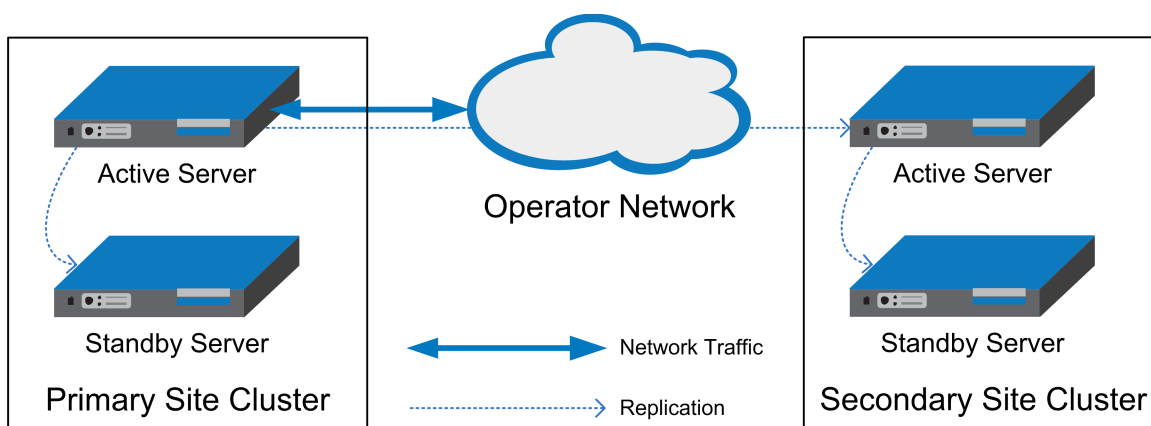 Active Server
Standby Server
Primary Site Cluster
Operator Network
Network Traffic
Replication
Active Server
Standby Server
Secondary Site Cluster